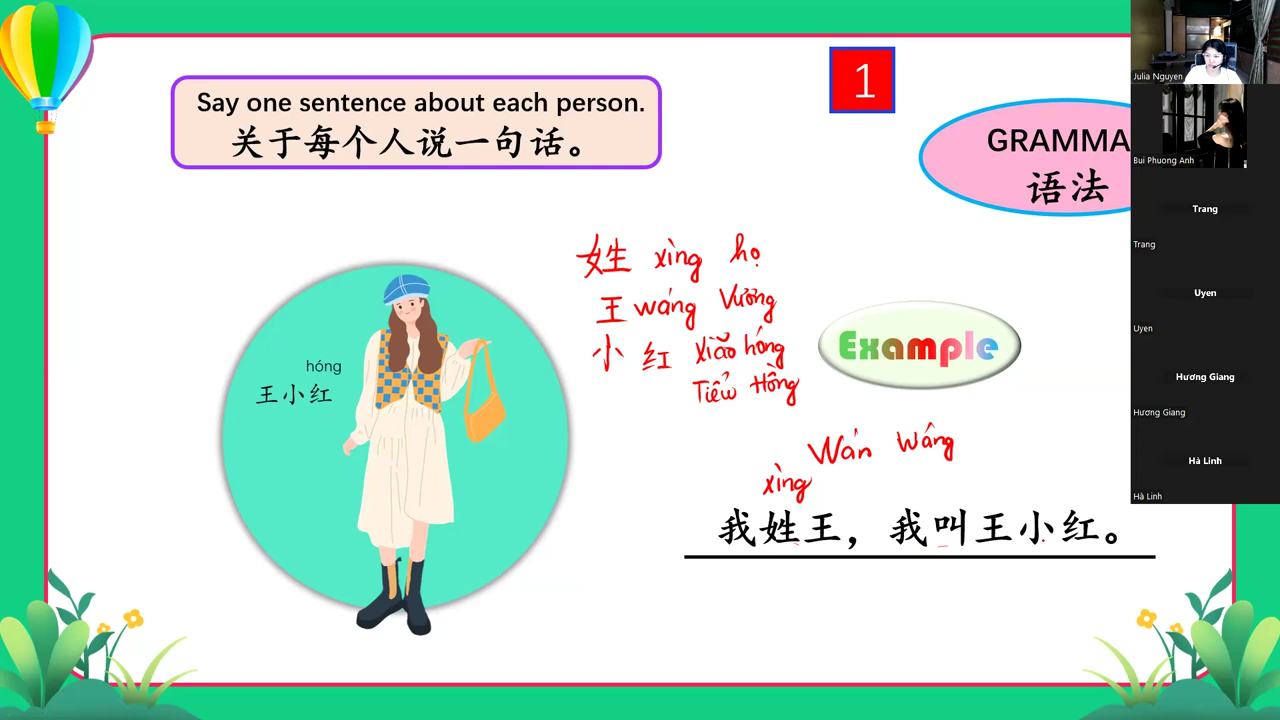 Say one sentence about each person.
关于每个人说一句话。
1
GRAMMA
语法
姓 xìng họ
王 wáng Vương
小 红 xiǎo hóng
Tiểu Hồng
hóng
王小红
Example
Wán wáng
xìng
我姓王，我叫王小红。
Julia Nguyen
Bui Phuong Anh
Trang
Trang
Uyen
Uyen
Hương Giang
Hương Giang
Hà Linh
Hà Linh